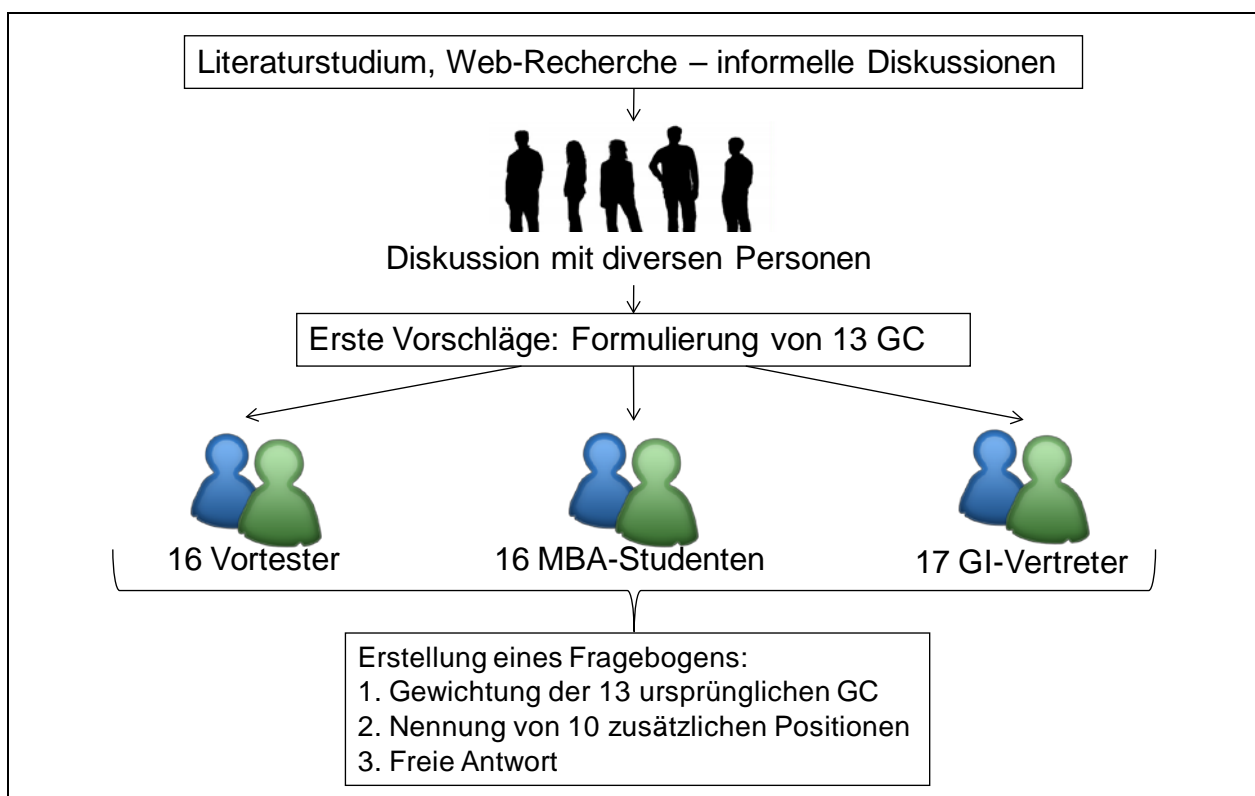 Literaturstudium, Web-Recherche – informelle Diskussionen
Diskussion mit diversen Personen
Erste Vorschläge: Formulierung von 13 GC
16 Vortester
16 MBA-Studenten
17 GI-Vertreter
Erstellung eines Fragebogens:
1. Gewichtung der 13 ursprünglichen GC
2. Nennung von 10 zusätzlichen Positionen
3. Freie Antwort